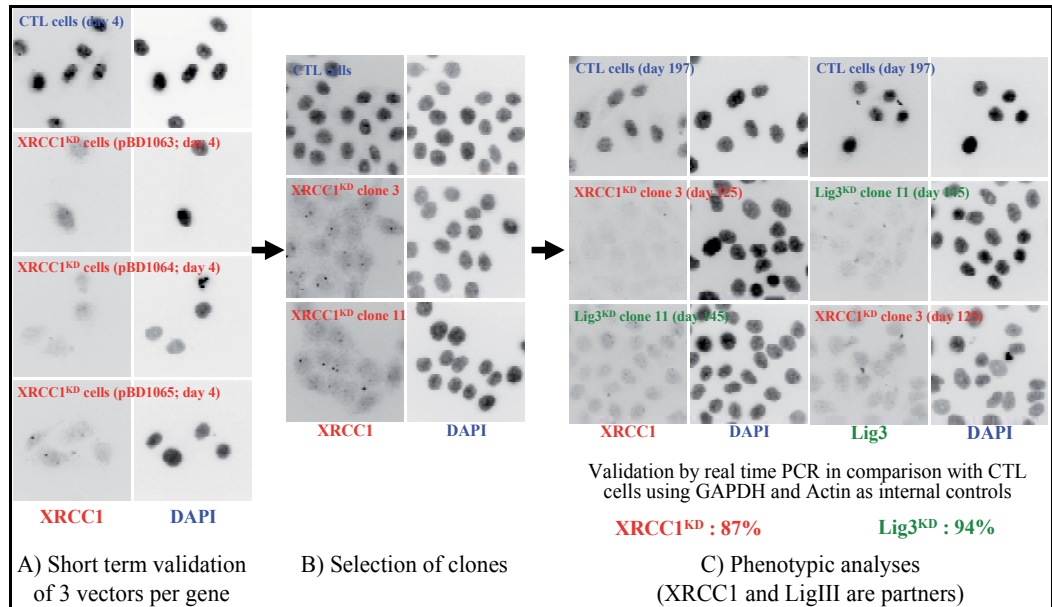 CTL cells (day 4)
XRCC1KD cells (pBD1063; day 4)
XRCC1KD cells (pBD1064; day 4)
XRCC1KD cells (pBD1065; day 4)
XRCC1 DAPI
A) Short term validation
of 3 vectors per gene
CTL cells
XRCC1KD clone 3
XRCC1KD clone 11
XRCC1 DAPI
B) Selection of clones
CTL cells (day 197) CTL cells (day 197)
XRCC1KD clone 3 (day 125) Lig3KD clone 11 (day 145)
Lig3KD clone 11 (day 145) XRCC1KD clone 3 (day 125)
XRCC1 DAPI Lig3 DAPI
Validation by real time PCR in comparison with CTL
cells using GAPDH and Actin as internal controls
XRCC1KD : 87% Lig3KD : 94%
C) Phenotypic analyses
(XRCC1 and LigIII are partners)